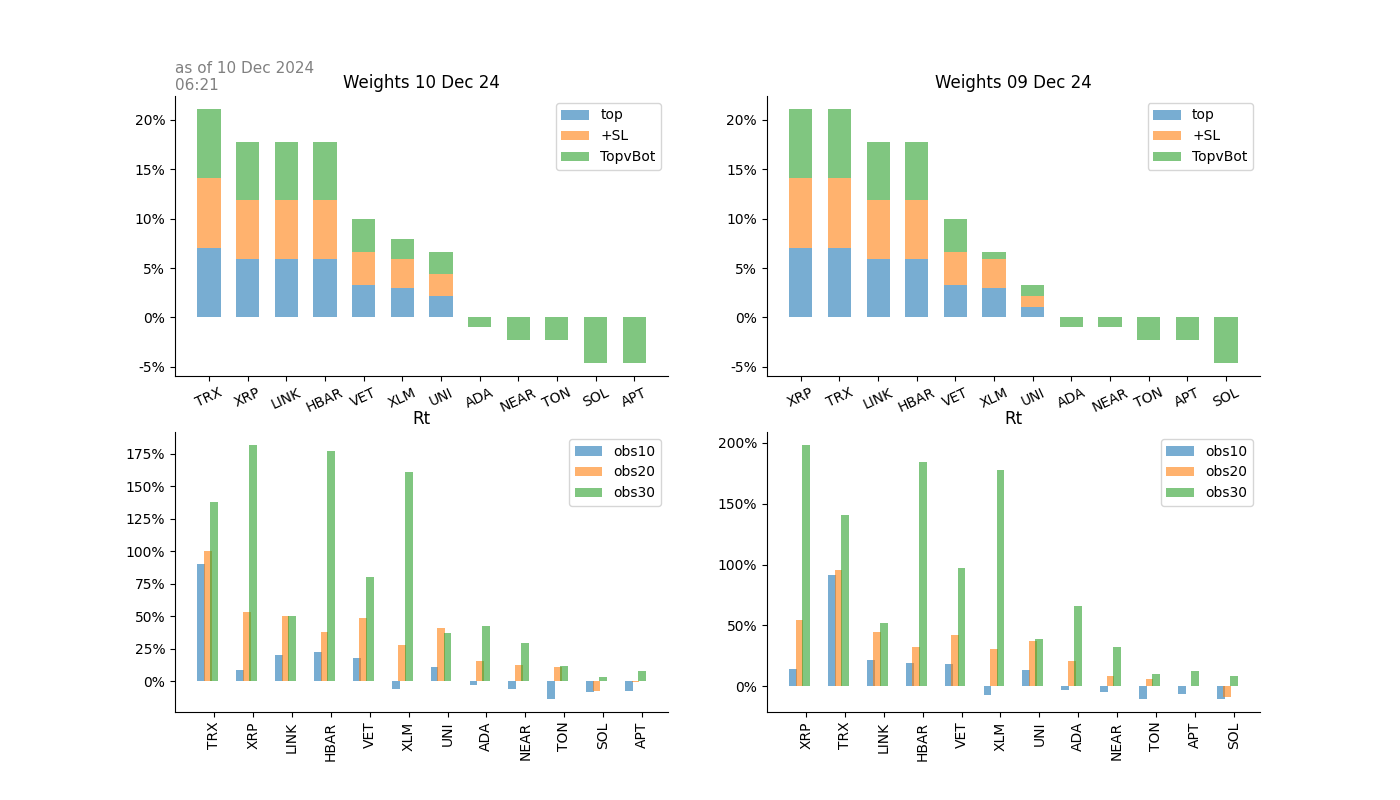 as of 10 Dec 2024
06:21
Weights 10 Dec 24
20%
15%
10%
5%
0%
-5%
top
+SL
TopvBot
TRX XRP LINK HBAR VET XLM UNI ADA NEAR TON SOL APT
Weights 09 Dec 24
20%
15%
10%
5%
0%
-5%
top
+SL
TopvBot
XRP TRX LINK HBAR VET XLM UNI ADA NEAR TON APT SOL
Rt
175%
150%
125%
100%
75%
50%
25%
0%
obs10
obs20
obs30
TRX XRP LINK HBAR VET XLM UNI ADA NEAR TON SOL APT
Rt
200%
150%
100%
50%
0%
obs10
obs20
obs30
XRP TRX LINK HBAR VET XLM UNI ADA NEAR TON APT SOL